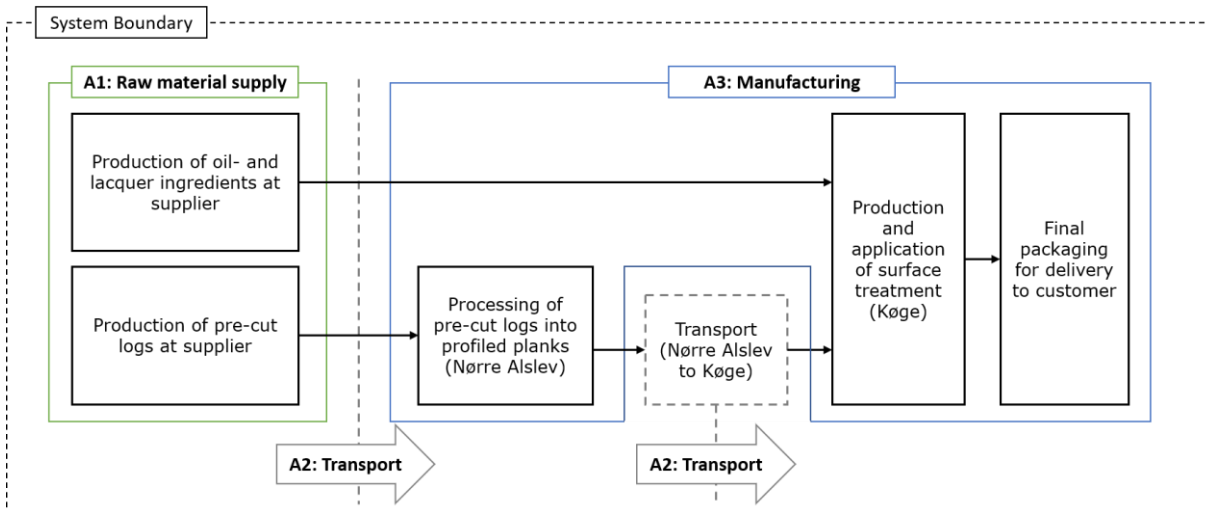 System Boundary
A1: Raw material supply
A3: Manufacturing
Production of oil- and
lacquer ingredients at
supplier
Production of pre-cut
logs at supplier
Processing of
pre-cut logs into
profiled planks
(Nørre Alslev)
Transport
(Nørre Alslev
to Køge)
Production
and
application
of surface
treatment
(Køge)
Final
packaging
for delivery
to customer
A2: Transport
A2: Transport